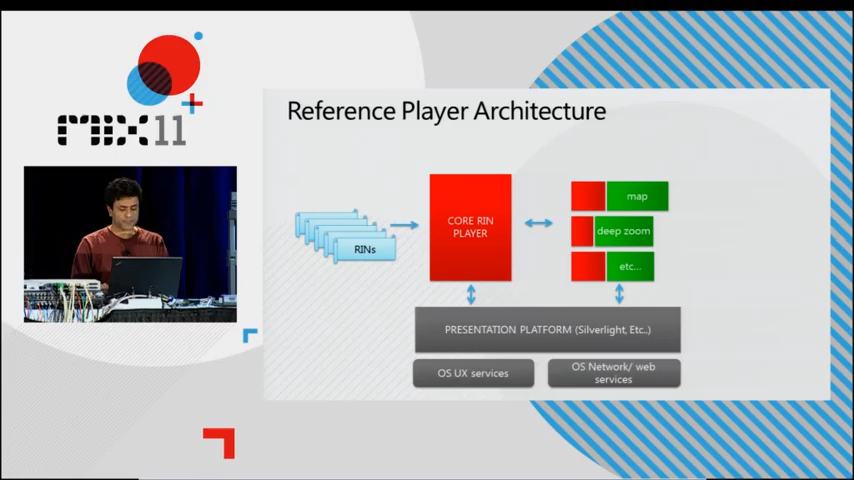 MIX11
Reference Player Architecture
RINs
CORE RIN
PLAYER
map
deep zoom
etc...
PRESENTATION PLATFORM (Silverlight, Etc..)
OS UX services
OS Network/ web
services